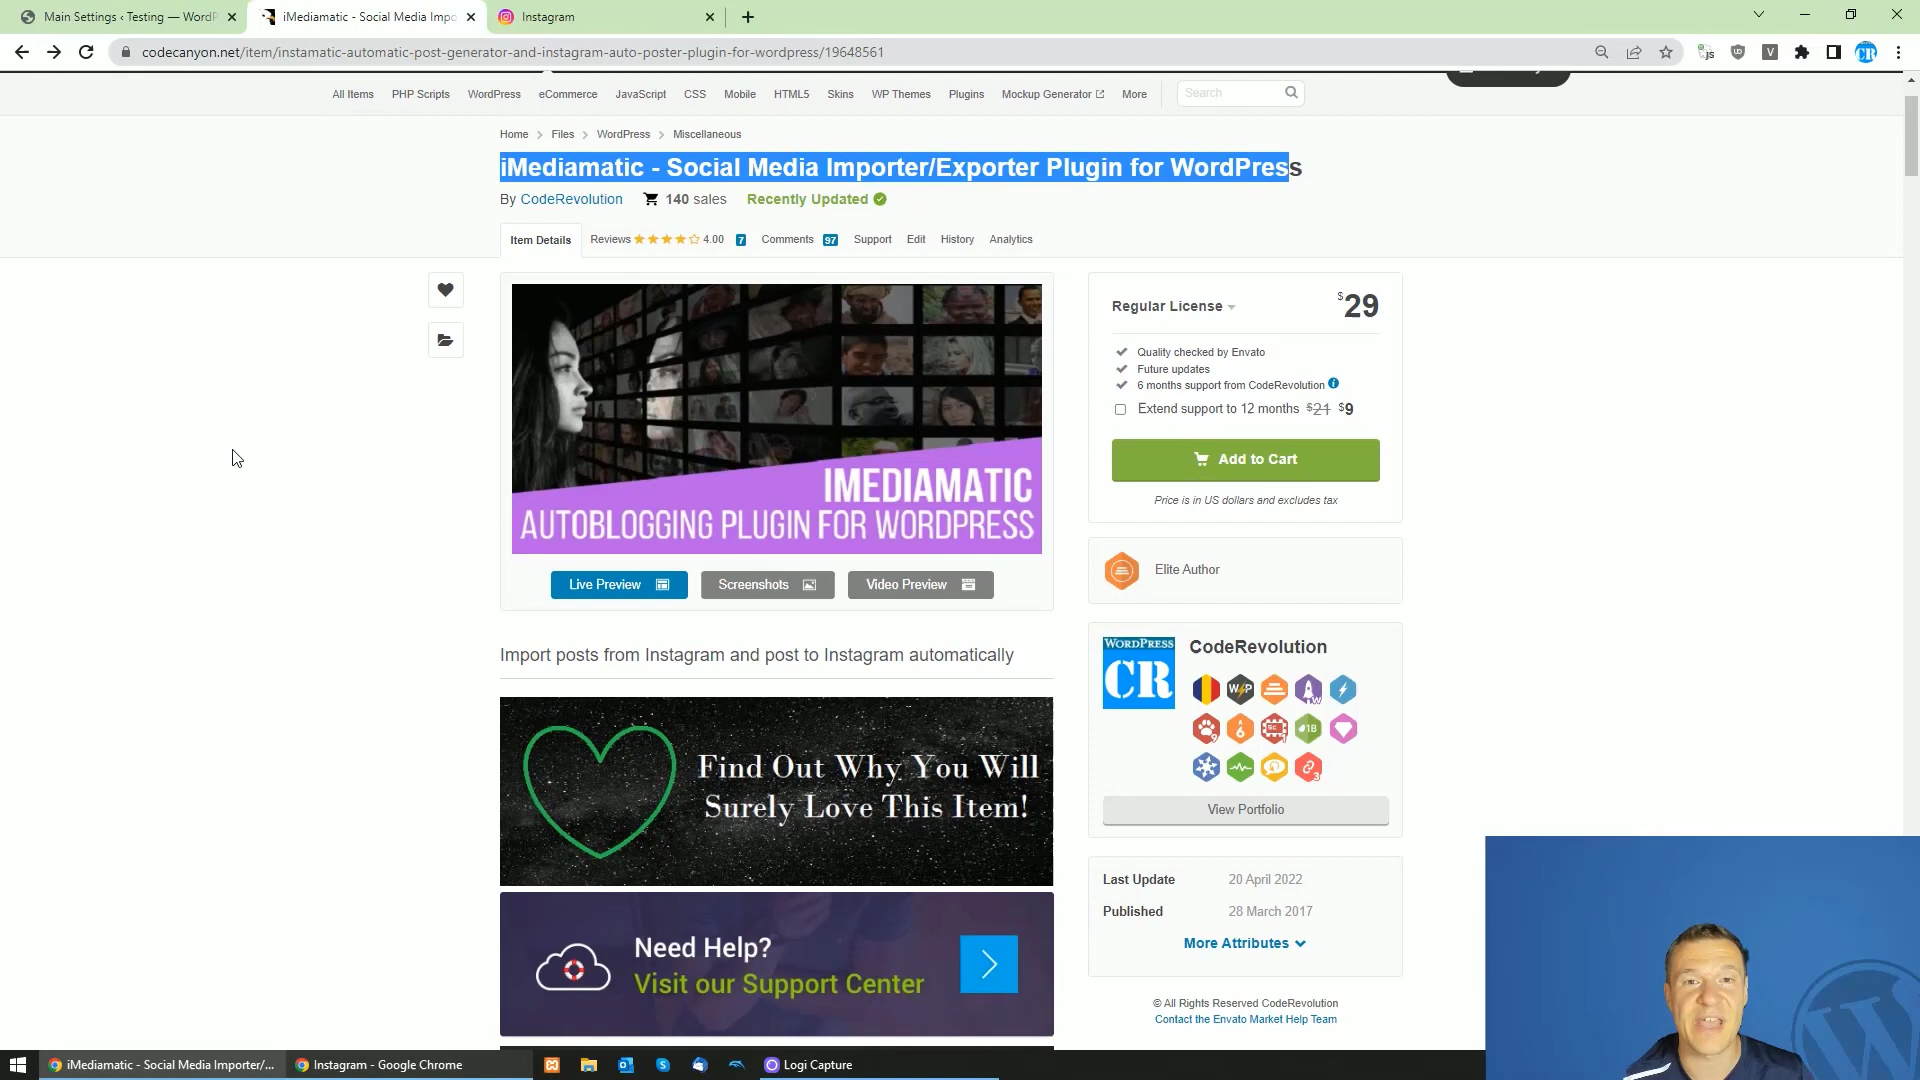 Main Settings ‹ Testing — WordP
iMediamatic - Social Media Impo
Instagram
codecanyon.net/item/instamatic-automatic-post-generator-and-instagram-auto-poster-plugin-for-wordpress/19648561
All Items PHP Scripts WordPress eCommerce JavaScript CSS Mobile HTML5 Skins WP Themes Plugins Mockup Generator More Search
Home > Files > WordPress > Miscellaneous
iMediamatic - Social Media Importer/Exporter Plugin for WordPress
By CodeRevolution 140 sales Recently Updated
Item Details Reviews 4.00 7 Comments 97 Support Edit History Analytics
IMEDIAMATIC
AUTOBLOGGING PLUGIN FOR WORDPRESS
Live Preview Screenshots Video Preview
Import posts from Instagram and post to Instagram automatically
Find Out Why You Will
Surely Love This Item!
Need Help?
Visit our Support Center
Regular License $29
Quality checked by Envato
Future updates
6 months support from CodeRevolution
Extend support to 12 months $21 $9
Add to Cart
Price is in US dollars and excludes tax
Elite Author
WORDPRESS
CR
CodeRevolution
View Portfolio
Last Update 20 April 2022
Published 28 March 2017
More Attributes
© All Rights Reserved CodeRevolution
Contact the Envato Market Help Team
iMediamatic - Social Media Importer/...
Instagram - Google Chrome
Logi Capture